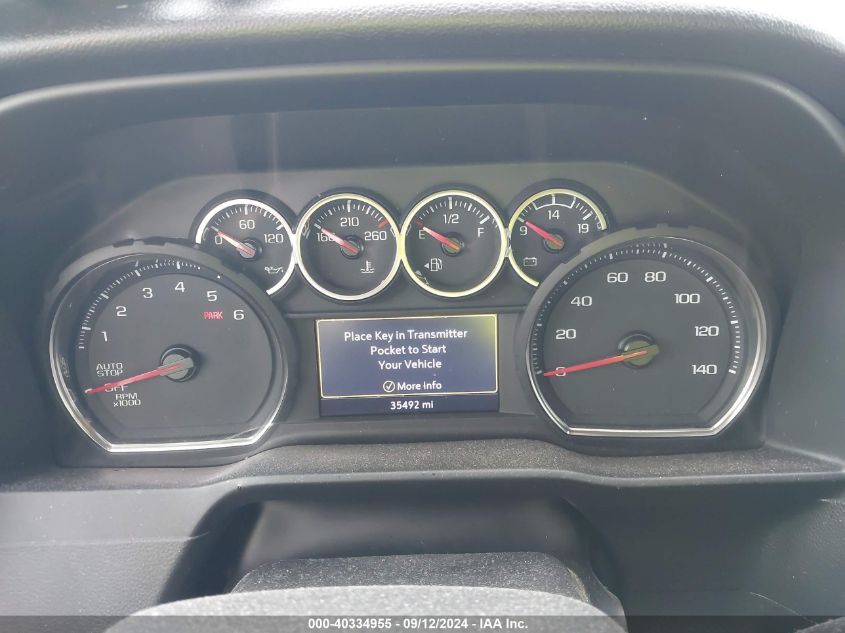 0 60 120
160 210 260
E 1/2 F
9 14 19
1 2 3 4 5 6
PARK
AUTO
STOP
OFF
RPM
x1000
Place Key in Transmitter
Pocket to Start
Your Vehicle
More Info
35492 mi
0 20 40 60 80 100 120 140
000-40334955 - 09/12/2024 - IAA Inc.